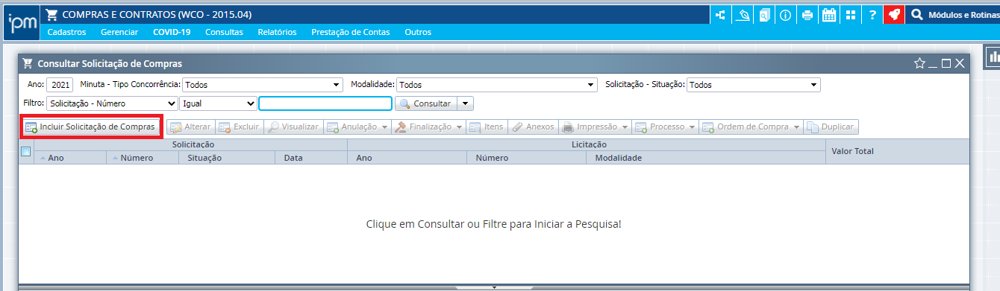 ipm COMPRAS E CONTRATOS (WCO - 2015.04) Módulos e Rotinas
Cadastros Gerenciar COVID-19 Consultas Relatórios Prestação de Contas Outros
Consultar Solicitação de Compras
Ano: 2021 Minuta - Tipo Concorrência: Todos Modalidade: Todos Solicitação - Situação: Todos
Filtro: Solicitação - Número Igual Consultar
Incluir Solicitação de Compras Alterar Excluir Visualizar Anulação Finalização Itens Anexos Impressão Processo Ordem de Compra Duplicar
Solicitação Licitação Valor Total
Ano Número Situação Data Ano Número Modalidade
Clique em Consultar ou Filtre para Iniciar a Pesquisa!